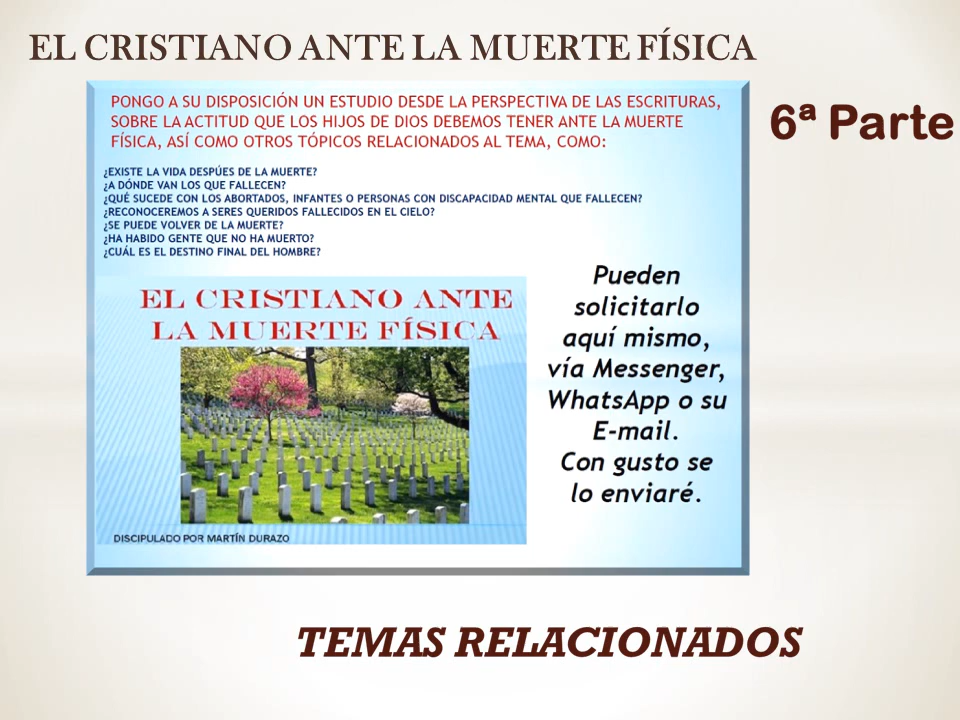 EL CRISTIANO ANTE LA MUERTE FÍSICA
6ª Parte
PONGO A SU DISPOSICIÓN UN ESTUDIO DESDE LA PERSPECTIVA DE LAS ESCRITURAS,
SOBRE LA ACTITUD QUE LOS HIJOS DE DIOS DEBEMOS TENER ANTE LA MUERTE
FÍSICA, ASÍ COMO OTROS TÓPICOS RELACIONADOS AL TEMA, COMO:
¿EXISTE LA VIDA DESPÚES DE LA MUERTE?
¿A DÓNDE VAN LOS QUE FALLECEN?
¿QUÉ SUCEDE CON LOS ABORTADOS, INFANTES O PERSONAS CON DISCAPACIDAD MENTAL QUE FALLECEN?
¿RECONOCEREMOS A SERES QUERIDOS FALLECIDOS EN EL CIELO?
¿SE PUEDE VOLVER DE LA MUERTE?
¿HA HABIDO GENTE QUE NO HA MUERTO?
¿CUÁL ES EL DESTINO FINAL DEL HOMBRE?
EL CRISTIANO ANTE
LA MUERTE FÍSICA
DISCIPULADO POR MARTÍN DURAZO
Pueden
solicitarlo
aquí mismo,
vía Messenger,
WhatsApp o su
E-mail.
Con gusto se
lo enviaré.
TEMAS RELACIONADOS